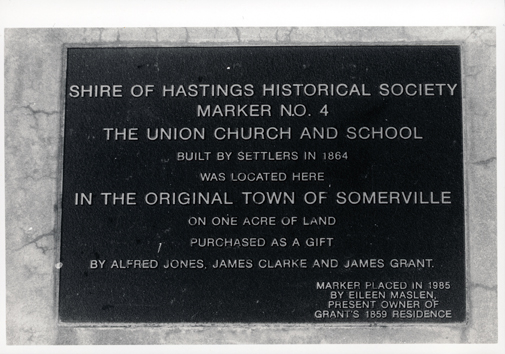 SHIRE OF HASTINGS HISTORICAL SOCIETY
MARKER N.O. 4
THE UNION CHURCH AND SCHOOL
BUILT BY SETTLERS IN 1864
WAS LOCATED HERE
IN THE ORIGINAL TOWN OF SOMERVILLE
ON ONE ACRE OF LAND
PURCHASED AS A GIFT
BY ALFRED JONES, JAMES CLARKE AND JAMES GRANT.
MARKER PLACED IN 1985
BY EILEEN MASLEN,
PRESENT OWNER OF
GRANT'S 1859 RESIDENCE